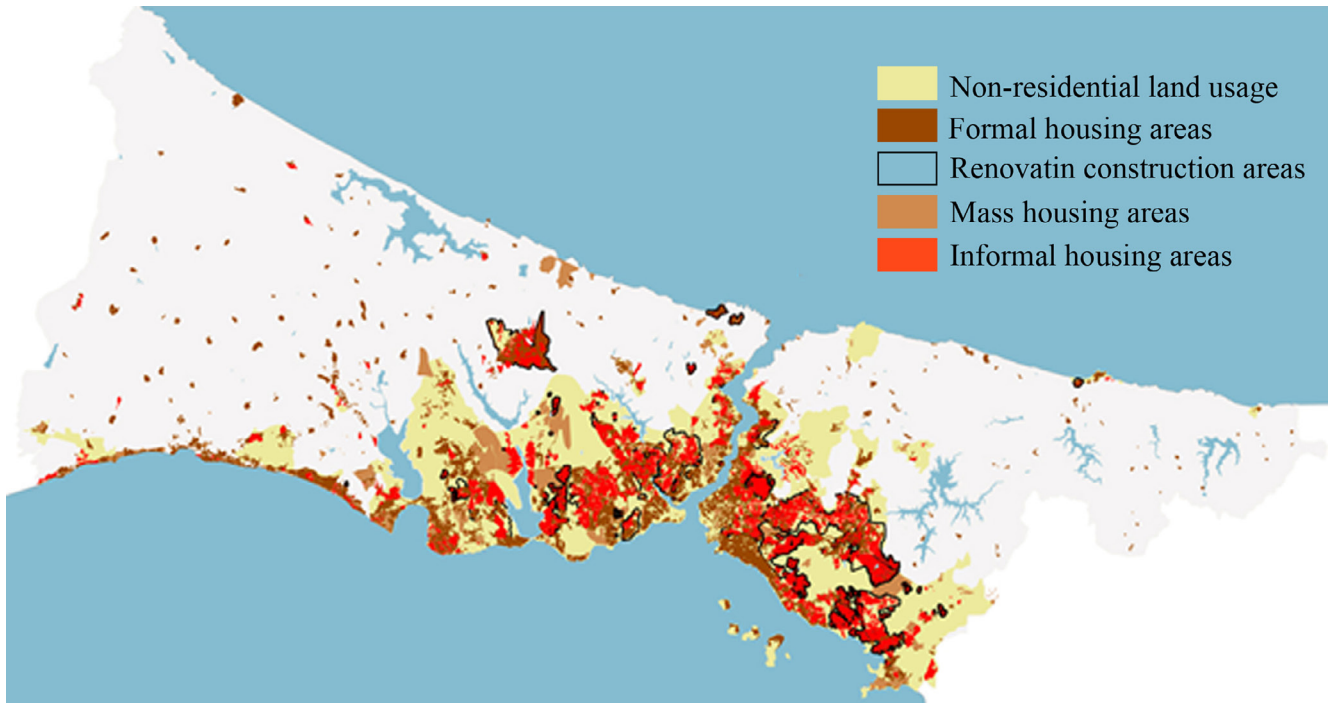 Non-residential land usage
Formal housing areas
Renovatin construction areas
Mass housing areas
Informal housing areas